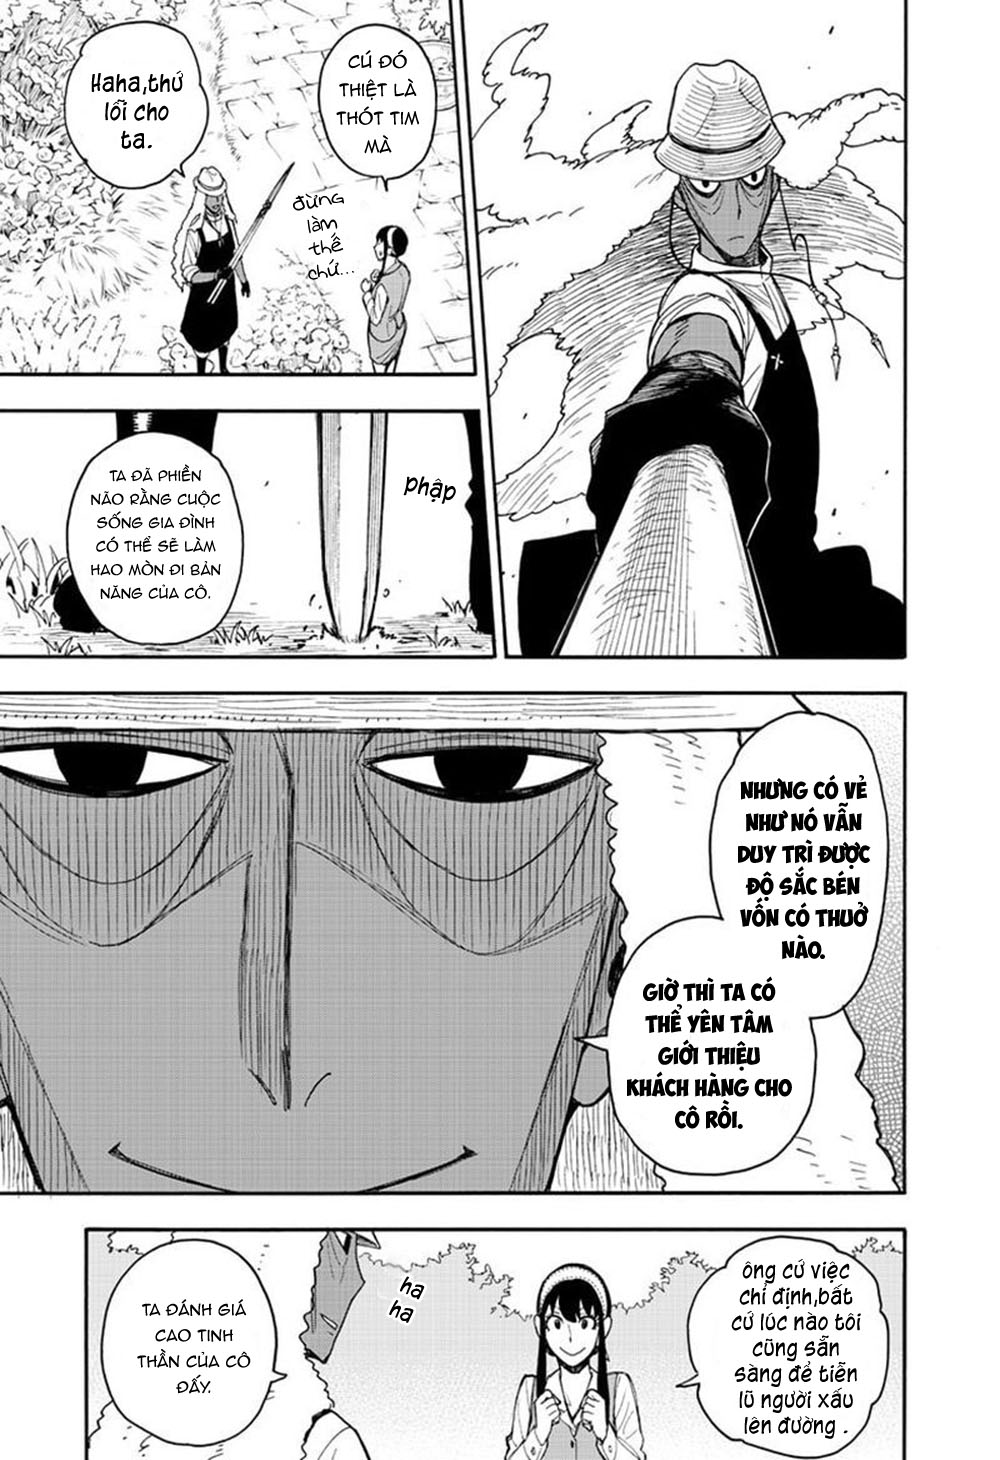 CÚ ĐÓ
THIỆT LÀ
THÓT TIM
MÀ
Haha,thứ
lỗi cho
ta.
đừng
làm
thế
chứ...
phập
TA ĐÃ PHIỀN
NÃO RẰNG CUỘC
SỐNG GIA ĐÌNH
CÓ THỂ SẼ LÀM
HAO MÒN ĐI BẢN
NĂNG CỦA CÔ.
NHƯNG CÓ VẺ
NHƯ NÓ VẪN
DUY TRÌ ĐƯỢC
ĐỘ SẮC BÉN
VỐN CÓ THUỞ
NÀO.
GIỜ THÌ TA CÓ
THỂ YÊN TÂM
GIỚI THIỆU
KHÁCH HÀNG CHO
CÔ RỒI.
ông cứ việc
chỉ định,bất
cứ lúc nào tôi
cũng sẵn
sàng để tiễn
lũ người xấu
lên đường .
ha
ha
TA ĐÁNH GIÁ
CAO TINH
THẦN CỦA CÔ
ĐẤY.